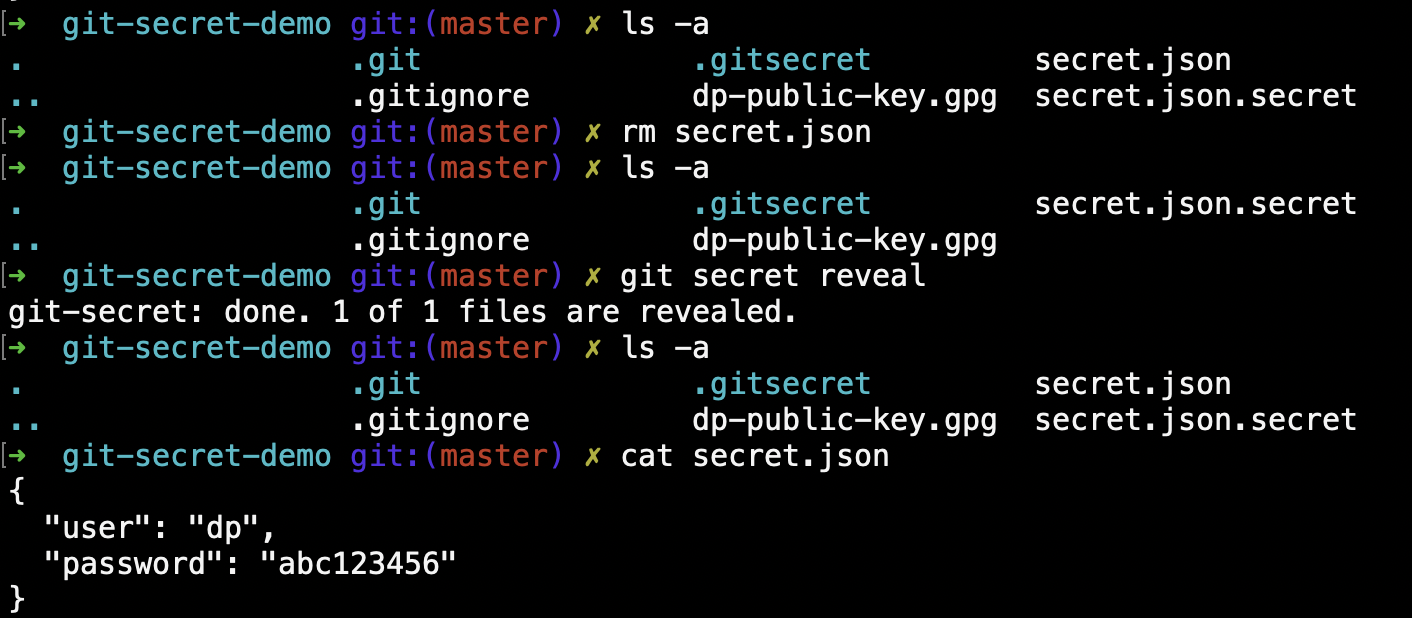 [➜  git-secret-demo git:(master) ✗ ls -a
.                  .git               .gitsecret         secret.json
..                 .gitignore         dp-public-key.gpg  secret.json.secret
[➜  git-secret-demo git:(master) ✗ rm secret.json
[➜  git-secret-demo git:(master) ✗ ls -a
.                  .git               .gitsecret         secret.json.secret
..                 .gitignore         dp-public-key.gpg
[➜  git-secret-demo git:(master) ✗ git secret reveal
git-secret: done. 1 of 1 files are revealed.
[➜  git-secret-demo git:(master) ✗ ls -a
.                  .git               .gitsecret         secret.json
..                 .gitignore         dp-public-key.gpg  secret.json.secret
[➜  git-secret-demo git:(master) ✗ cat secret.json
{
  "user": "dp",
  "password": "abc123456"
}